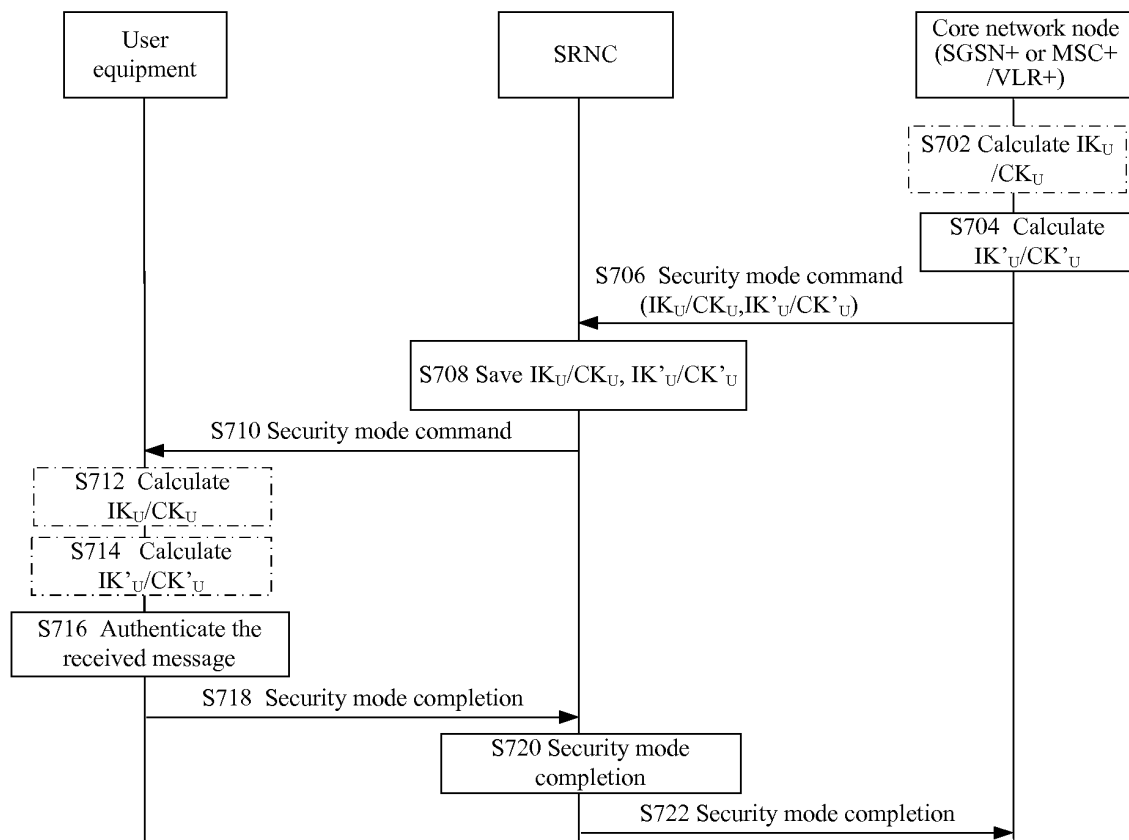 User
equipment
SRNC
Core network node
(SGSN+ or MSC+
/VLR+)
S702 Calculate IKU
/CKU
S704 Calculate
IK'U/CK'U
S706 Security mode command
(IKU/CKU,IK'U/CK'U)
S708 Save IKU/CKU, IK'U/CK'U
S710 Security mode command
S712 Calculate
IKU/CKU
S714 Calculate
IK'U/CK'U
S716 Authenticate the
received message
S718 Security mode completion
S720 Security mode
completion
S722 Security mode completion